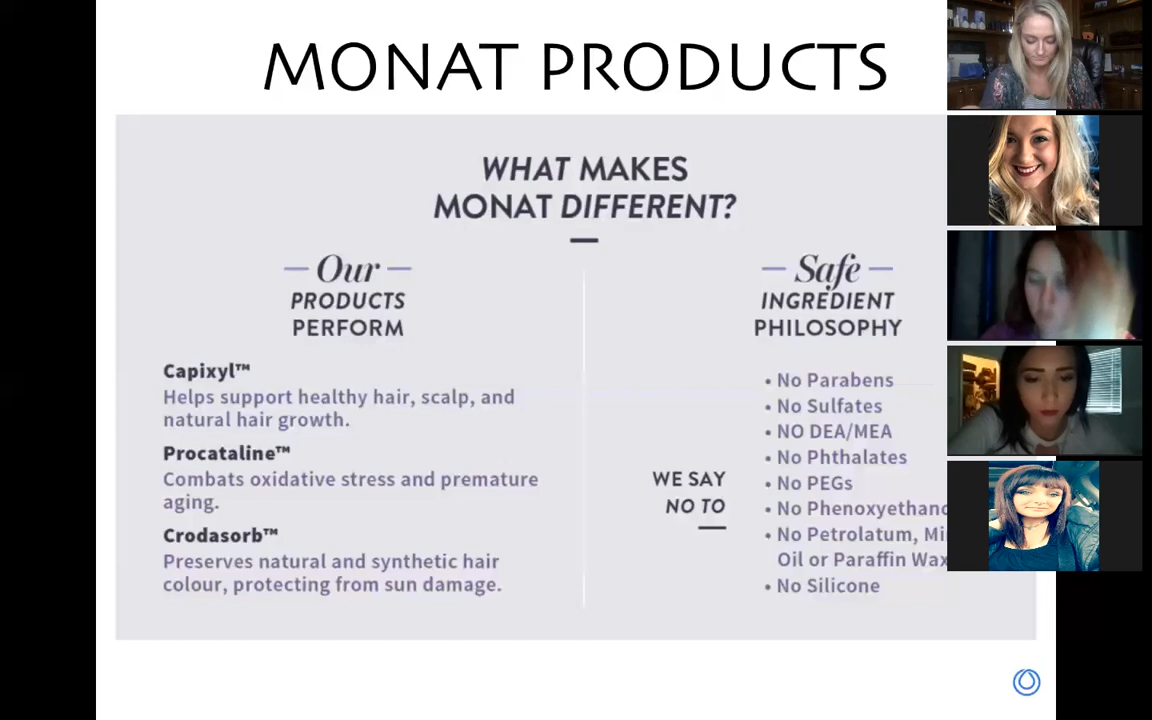 MONAT PRODUCTS
WHAT MAKES
MONAT DIFFERENT?
Our
PRODUCTS
PERFORM
Capixyl™
Helps support healthy hair, scalp, and
natural hair growth.
Procataline™
Combats oxidative stress and premature
aging.
Crodasorb™
Preserves natural and synthetic hair
colour, protecting from sun damage.
Safe
INGREDIENT
PHILOSOPHY
WE SAY
NO TO
• No Parabens
• No Sulfates
• NO DEA/MEA
• No Phthalates
• No PEGs
• No
• No Petrolatum,
Oil or Paraffin Wax
• No Silicone